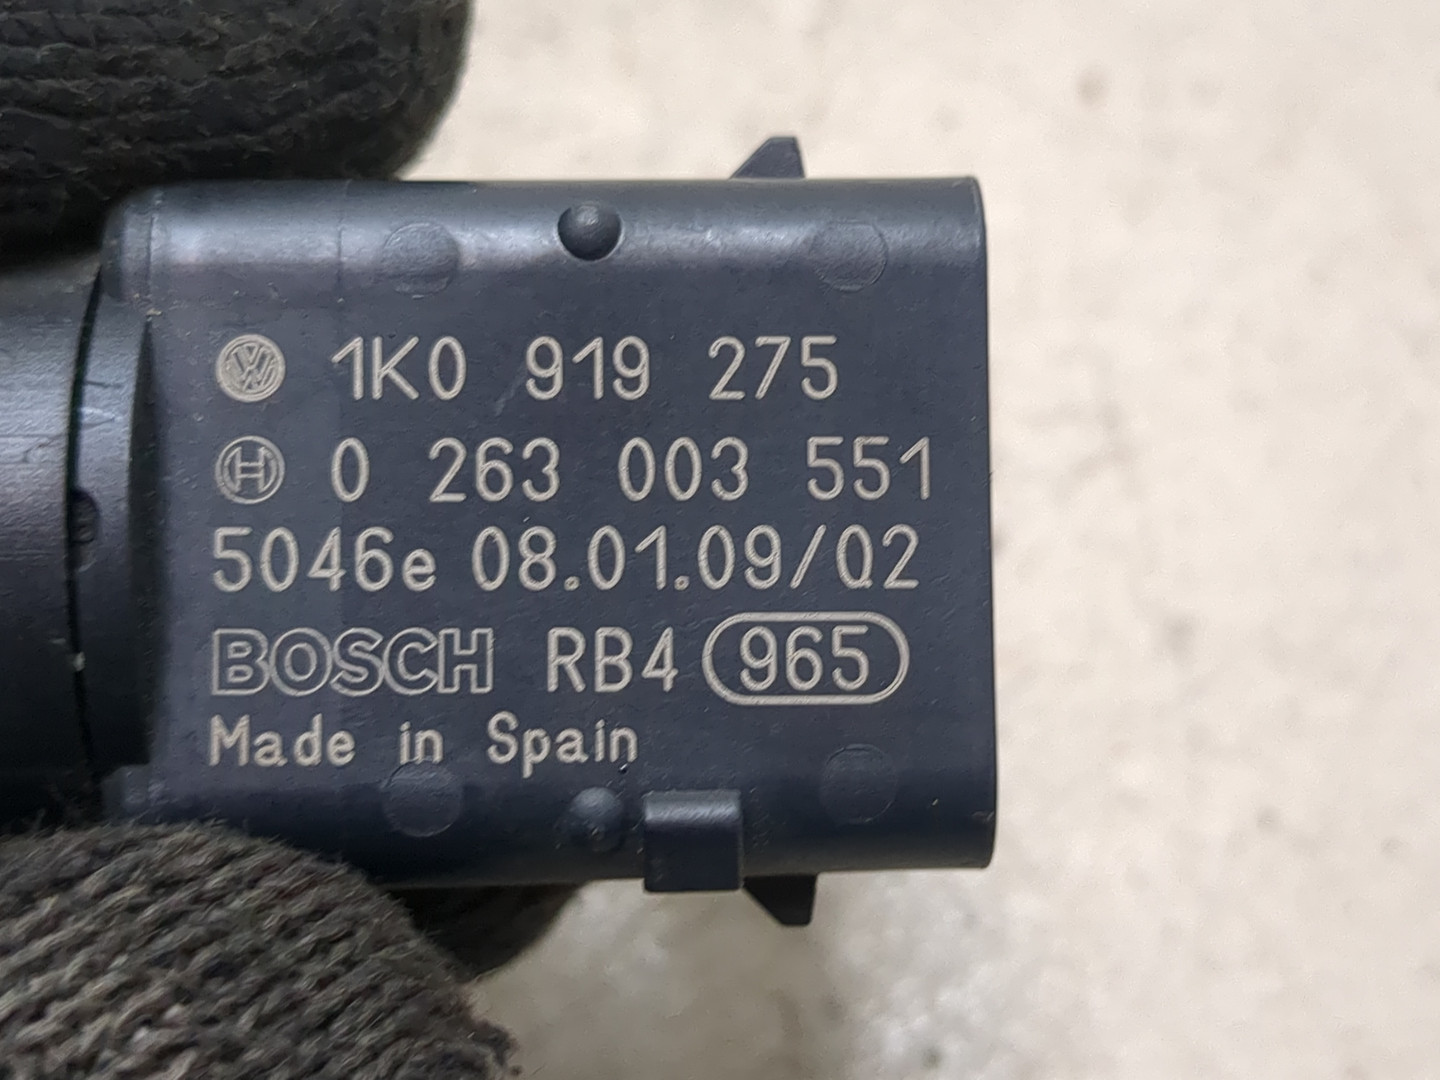 1K0 919 275
0 263 003 551
5046e 08.01.09/02
BOSCH RB4 965
Made in Spain